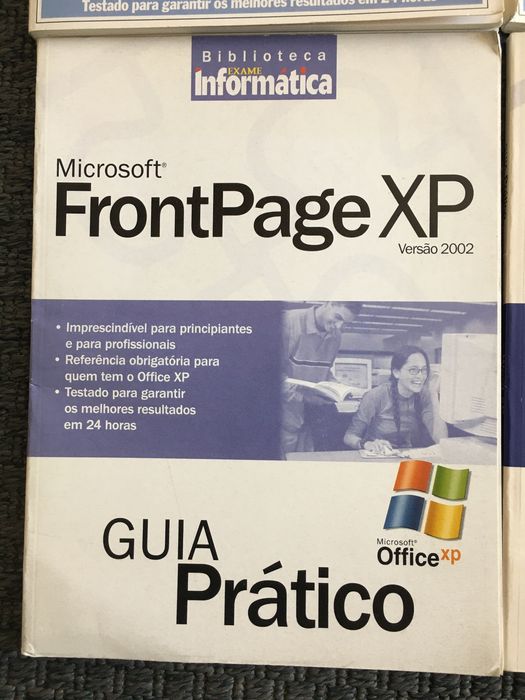 Testado para garantir os melhores resultados em 24 horas
Biblioteca
EXAME
informática
Microsoft®
FrontPage XP
Versão 2002
• Imprescindível para principiantes
e para profissionais
• Referência obrigatória para
quem tem o Office XP
• Testado para garantir
os melhores resultados
em 24 horas
Microsoft®
Office xp
GUIA
Prático